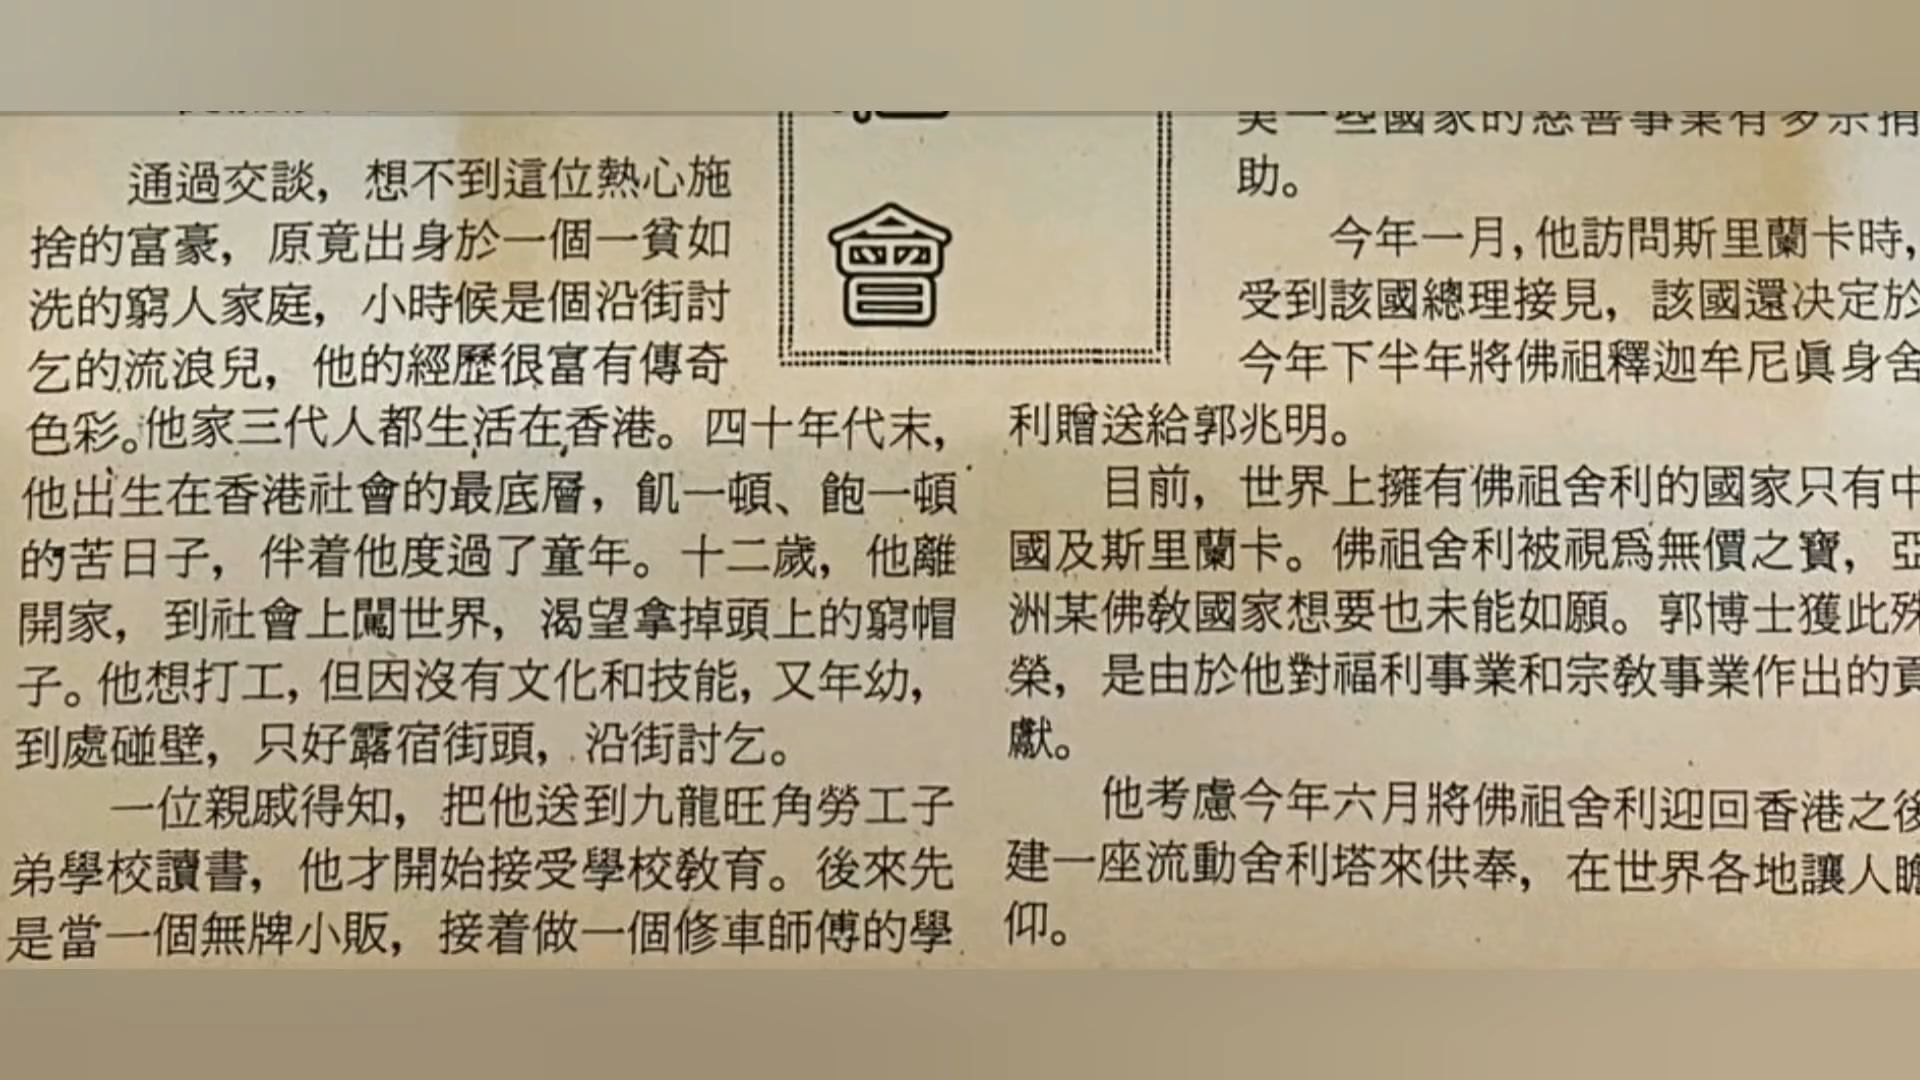 通過交談，想不到這位熱心施
捨的富豪，原竟出身於一個一貧如
洗的窮人家庭，小時候是個沿街討
乞的流浪兒，他的經歷很富有傳奇
色彩。他家三代人都生活在香港。四十年代末，
他出生在香港社會的最底層，飢一頓、飽一頓
的苦日子，伴着他度過了童年。十二歲，他離
開家，到社會上闖世界，渴望拿掉頭上的窮帽
子。他想打工，但因沒有文化和技能，又年幼，
到處碰壁，只好露宿街頭，沿街討乞。
一位親戚得知，把他送到九龍旺角勞工子
弟學校讀書，他才開始接受學校敎育。後來先
是當一個無牌小販，接着做一個修車師傅的學
會
美一些國家的慈善事業有多宗捐
助。
今年一月，他訪問斯里蘭卡時，
受到該國總理接見，該國還决定於
今年下半年將佛祖釋迦牟尼眞身舍
利贈送給郭兆明。
目前，世界上擁有佛祖舍利的國家只有中
國及斯里蘭卡。佛祖舍利被視爲無價之寶，亞
洲某佛敎國家想要也未能如願。郭博士獲此殊
榮，是由於他對福利事業和宗敎事業作出的貢
獻。
他考慮今年六月將佛祖舍利迎回香港之後
建一座流動舍利塔來供奉，在世界各地讓人瞻
仰。